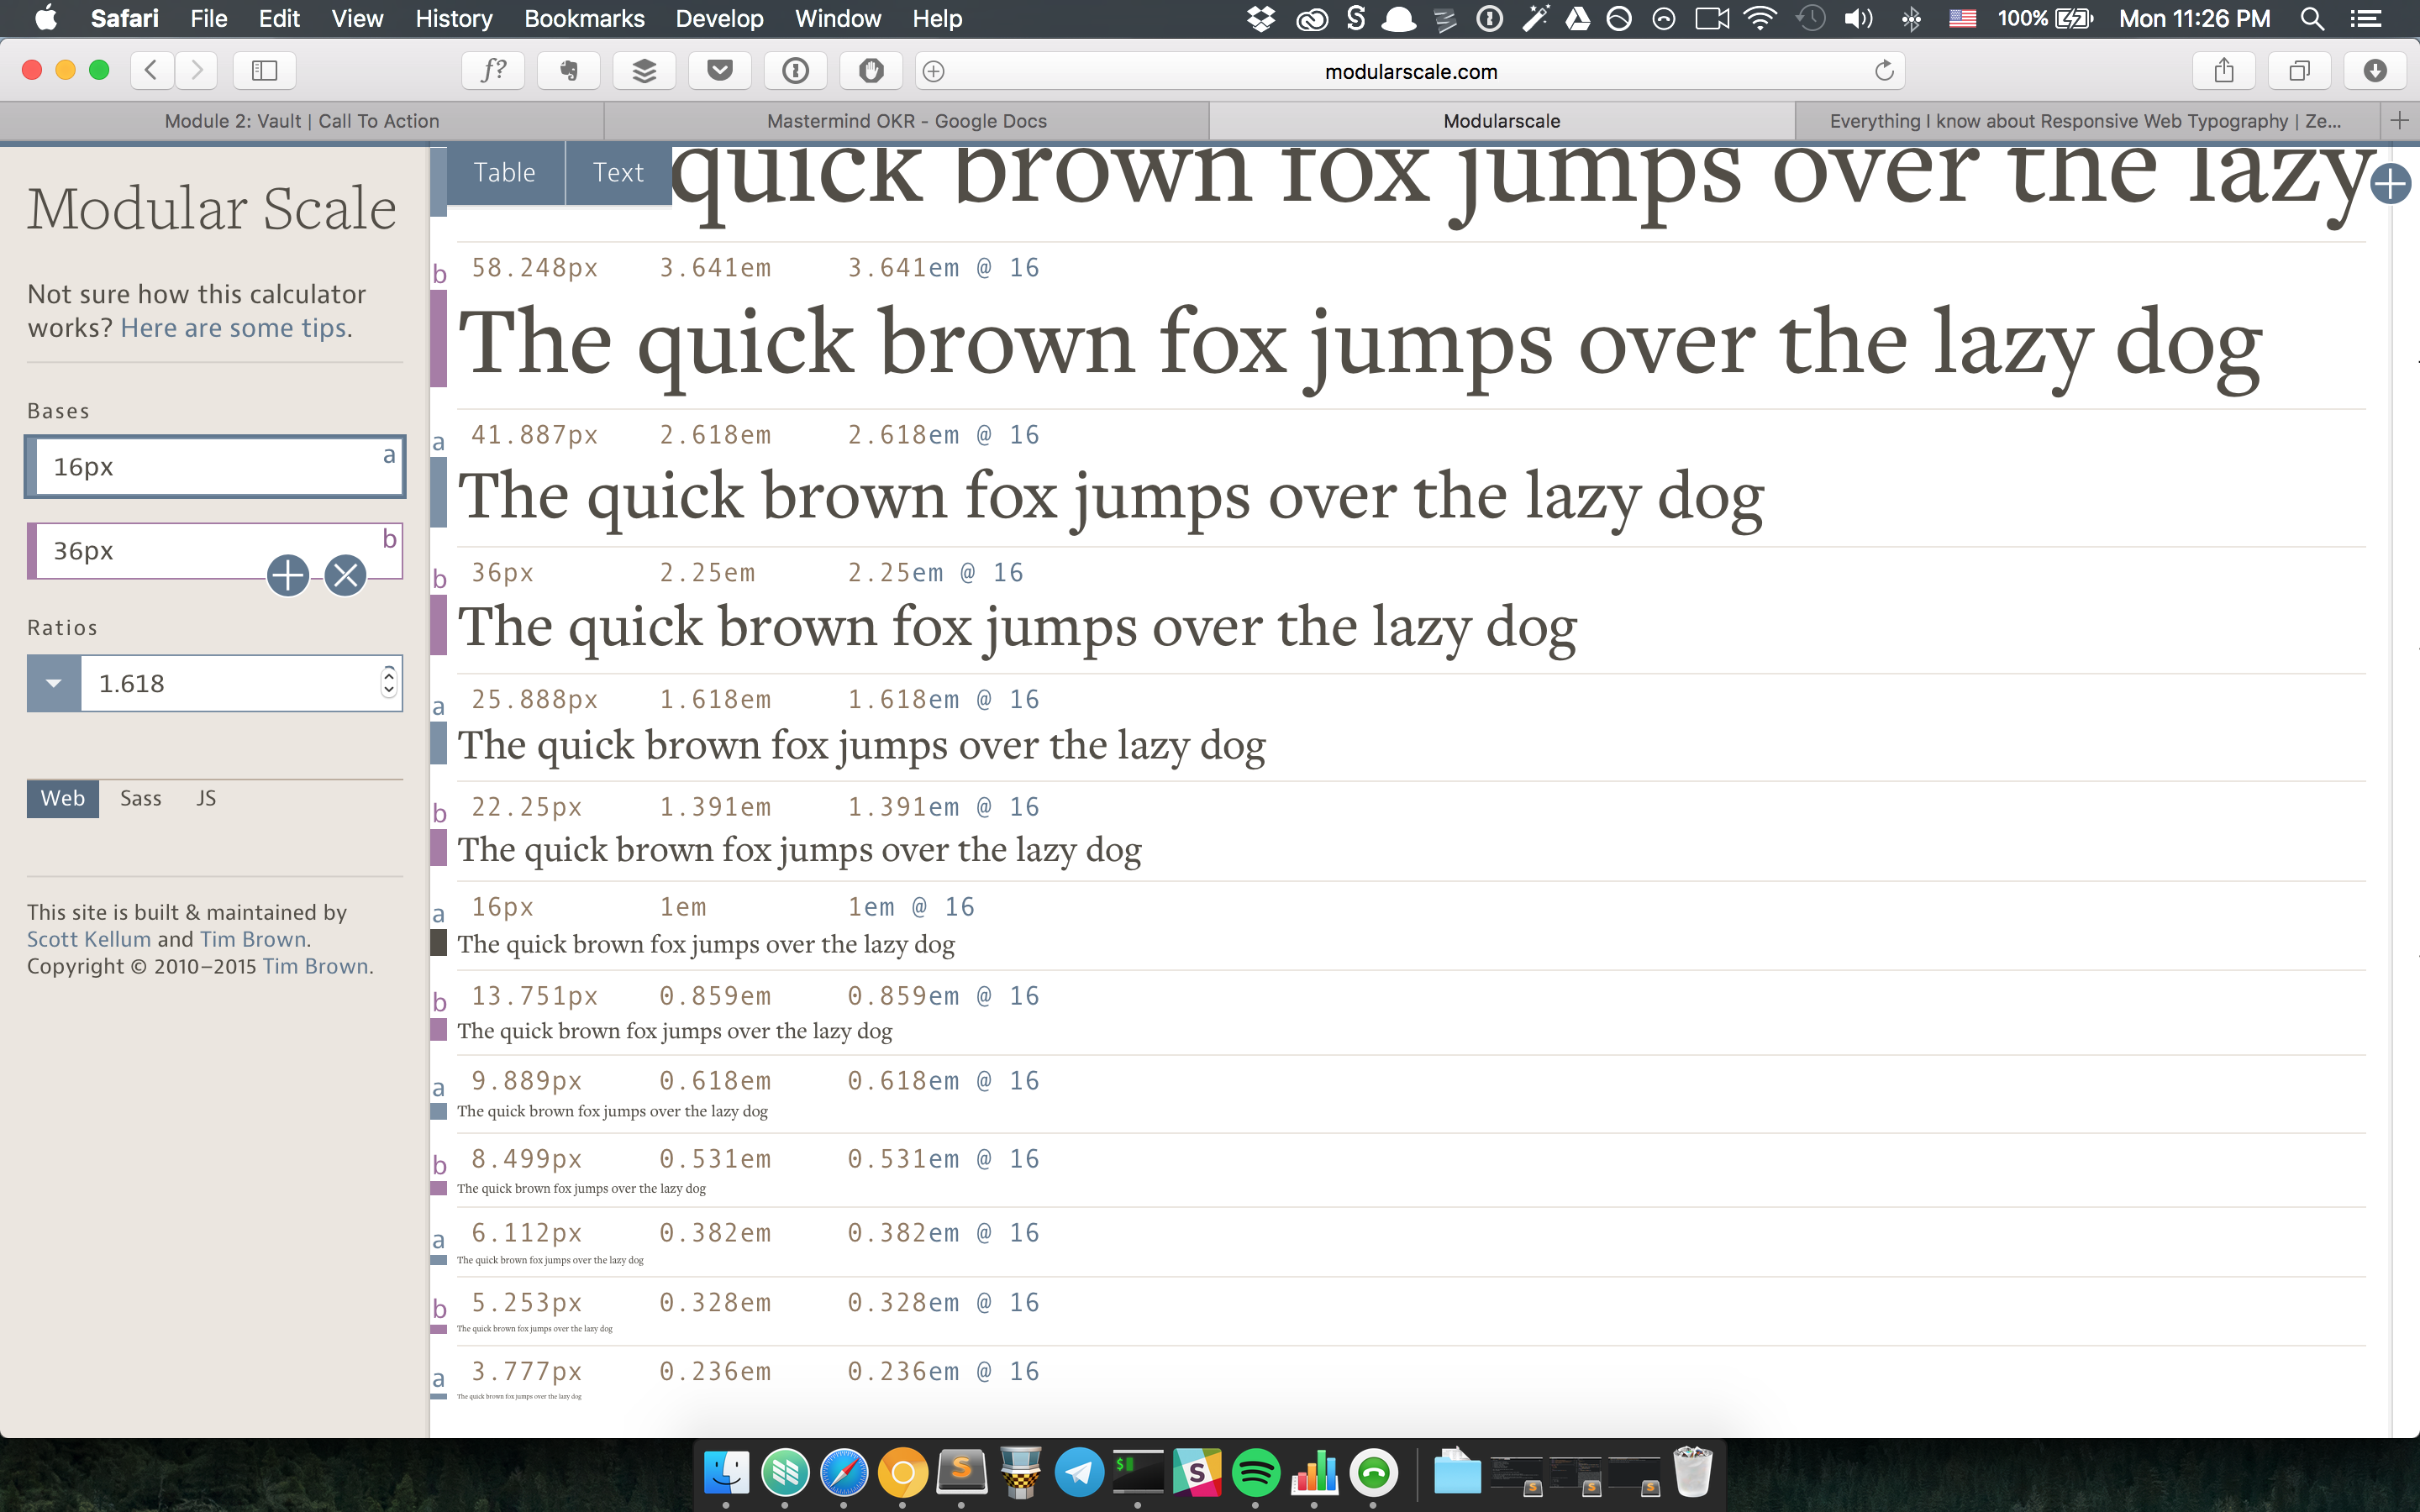 Safari File Edit View History Bookmarks Develop Window Help 100% Mon 11:26 PM
f? modularscale.com
Module 2: Vault | Call To Action Mastermind OKR - Google Docs Modularscale Everything I know about Responsive Web Typography | Ze...
Modular Scale
Not sure how this calculator
works? Here are some tips.
Bases
16px a
36px b
Ratios
1.618
Web Sass JS
This site is built & maintained by
Scott Kellum and Tim Brown.
Copyright © 2010–2015 Tim Brown.
Table Text
quick brown fox jumps over the lazy
b 58.248px 3.641em 3.641em @ 16
The quick brown fox jumps over the lazy dog
a 41.887px 2.618em 2.618em @ 16
The quick brown fox jumps over the lazy dog
b 36px 2.25em 2.25em @ 16
The quick brown fox jumps over the lazy dog
a 25.888px 1.618em 1.618em @ 16
The quick brown fox jumps over the lazy dog
b 22.25px 1.391em 1.391em @ 16
The quick brown fox jumps over the lazy dog
a 16px 1em 1em @ 16
The quick brown fox jumps over the lazy dog
b 13.751px 0.859em 0.859em @ 16
The quick brown fox jumps over the lazy dog
a 9.889px 0.618em 0.618em @ 16
The quick brown fox jumps over the lazy dog
b 8.499px 0.531em 0.531em @ 16
The quick brown fox jumps over the lazy dog
a 6.112px 0.382em 0.382em @ 16
The quick brown fox jumps over the lazy dog
b 5.253px 0.328em 0.328em @ 16
The quick brown fox jumps over the lazy dog
a 3.777px 0.236em 0.236em @ 16
The quick brown fox jumps over the lazy dog